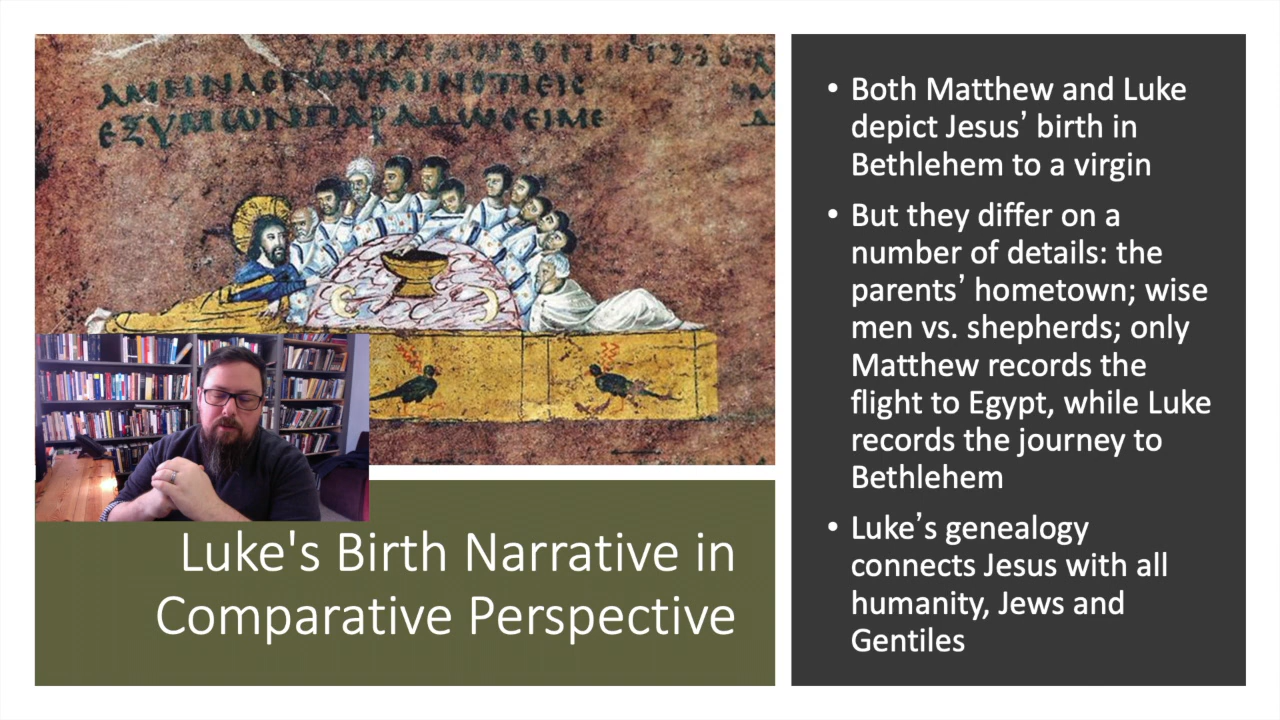 ΑΜΗΝΛΕΓΩΥΜΙΝΟΤΙΕΙC
ΕΞΥΜΩΝΠΑΡΑΔΩCΕΙΜΕ
Luke's Birth Narrative in
Comparative Perspective
• Both Matthew and Luke
depict Jesus’ birth in
Bethlehem to a virgin
• But they differ on a
number of details: the
parents’ hometown; wise
men vs. shepherds; only
Matthew records the
flight to Egypt, while Luke
records the journey to
Bethlehem
• Luke’s genealogy
connects Jesus with all
humanity, Jews and
Gentiles